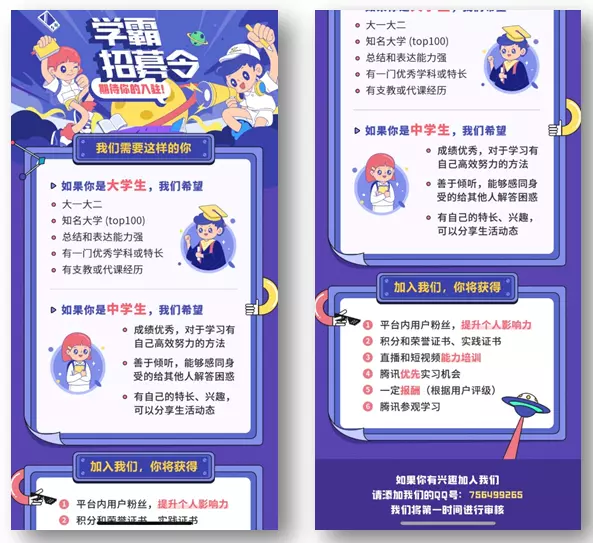 学霸
招募令
期待你的入驻!
我们需要这样的你
如果你是大学生，我们希望
大一大二
知名大学 (top100)
总结和表达能力强
有一门优秀学科或特长
有支教或代课经历
如果你是中学生，我们希望
成绩优秀，对于学习有
自己高效努力的方法
善于倾听，能够感同身
受的给其他人解答困惑
有自己的特长、兴趣，
可以分享生活动态
加入我们，你将获得
1 平台内用户粉丝，提升个人影响力
2 积分和荣誉证书、实践证书
如果你是大学生，我们希望
大一大二
知名大学 (top100)
总结和表达能力强
有一门优秀学科或特长
有支教或代课经历
如果你是中学生，我们希望
成绩优秀，对于学习有
自己高效努力的方法
善于倾听，能够感同身
受的给其他人解答困惑
有自己的特长、兴趣，
可以分享生活动态
加入我们，你将获得
1 平台内用户粉丝，提升个人影响力
2 积分和荣誉证书、实践证书
3 直播和短视频能力培训
4 腾讯优先实习机会
5 一定报酬（根据用户评级）
6 腾讯参观学习
如果你有兴趣加入我们
请添加我们的QQ号：756499265
我们将第一时间进行审核